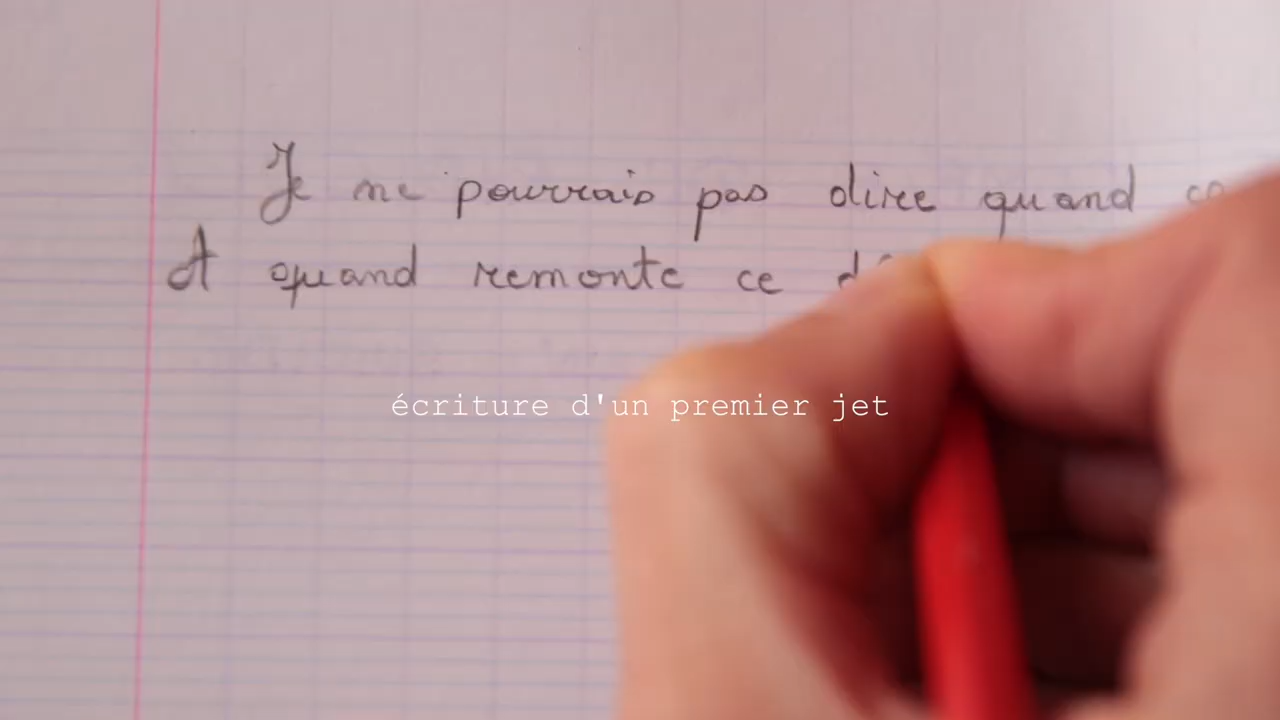 Je ne pourrais pas dire quand
A quand remonte ce
écriture d'un premier jet